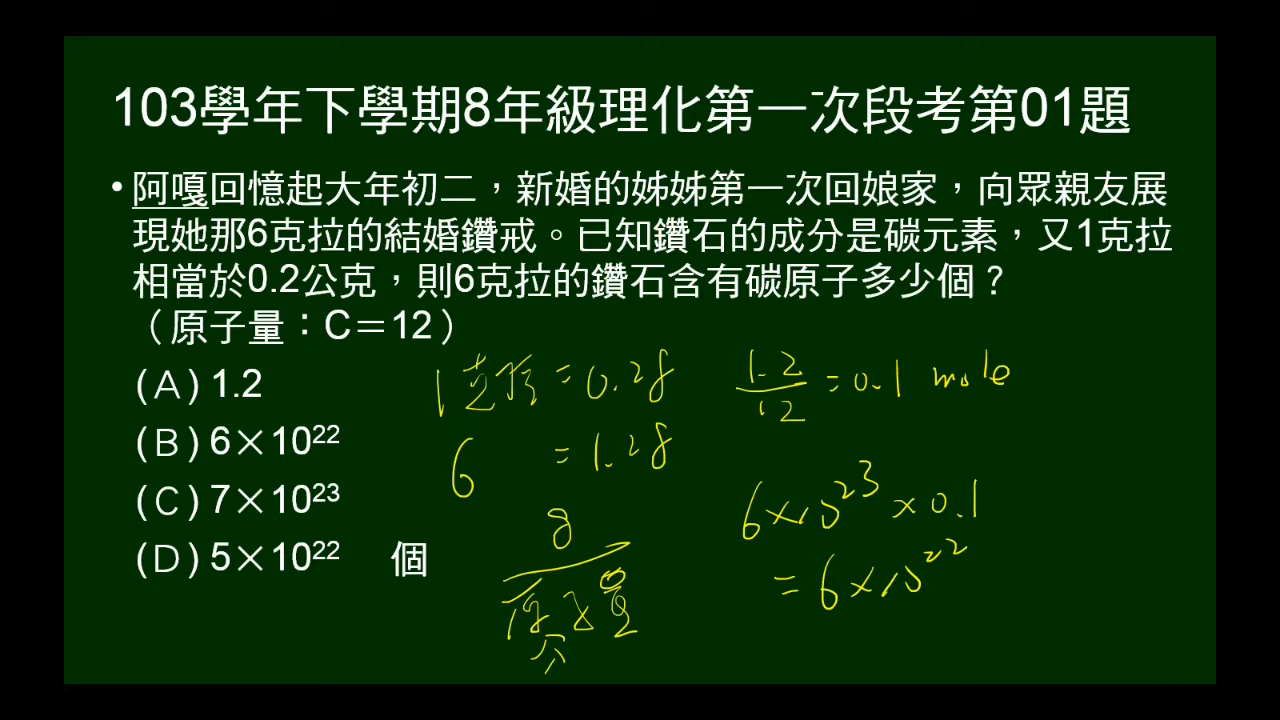 103學年下學期8年級理化第一次段考第01題
• 阿嘎回憶起大年初二，新婚的姊姊第一次回娘家，向眾親友展
現她那6克拉的結婚鑽戒。已知鑽石的成分是碳元素，又1克拉
相當於0.2公克，則6克拉的鑽石含有碳原子多少個？
（原子量：C＝12）
(A) 1.2
(B) 6×10²²
(C) 7×10²³
(D) 5×10²² 個
1克拉 = 0.2g
6 = 1.2g
g
原子量
分
1.2
12
= 0.1 mole
6×10²³ × 0.1
= 6×10²²